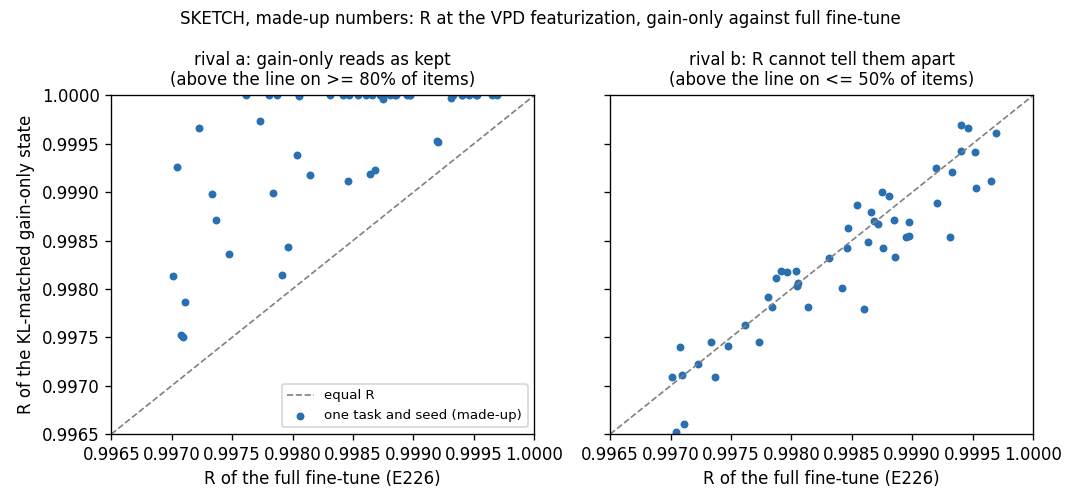 SKETCH, made-up numbers: R at the VPD featurization, gain-only against full fine-tune
rival a: gain-only reads as kept
(above the line on >= 80% of items)
R of the KL-matched gain-only state
1.0000
0.9995
0.9990
0.9985
0.9980
0.9975
0.9970
0.9965
equal R
one task and seed (made-up)
0.9965 0.9970 0.9975 0.9980 0.9985 0.9990 0.9995 1.0000
R of the full fine-tune (E226)
rival b: R cannot tell them apart
(above the line on <= 50% of items)
0.9965 0.9970 0.9975 0.9980 0.9985 0.9990 0.9995 1.0000
R of the full fine-tune (E226)